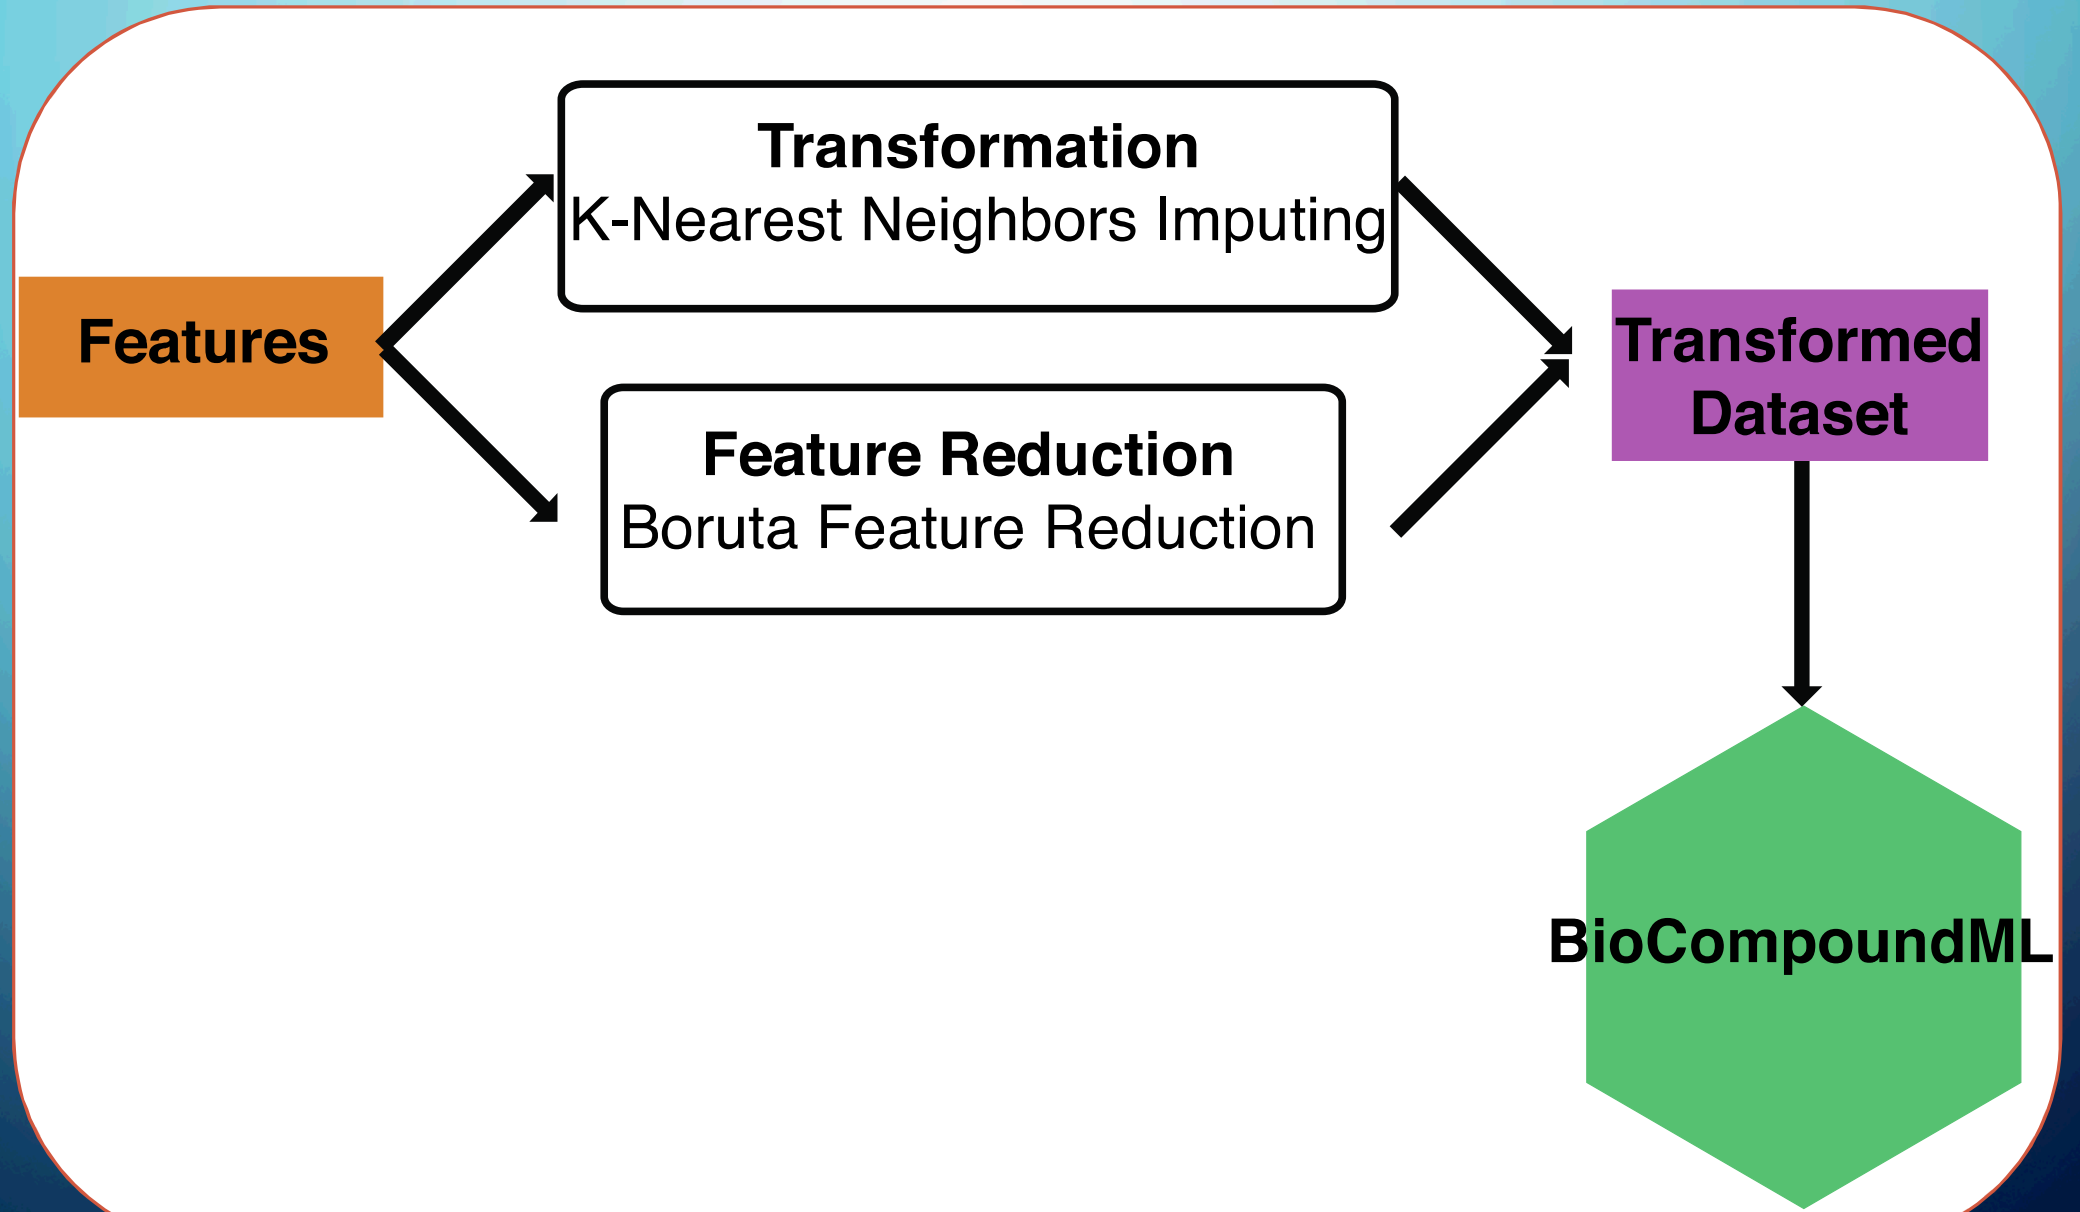 Transformation
K-Nearest Neighbors Imputing
Features
Feature Reduction
Boruta Feature Reduction
Transformed
Dataset
BioCompoundML